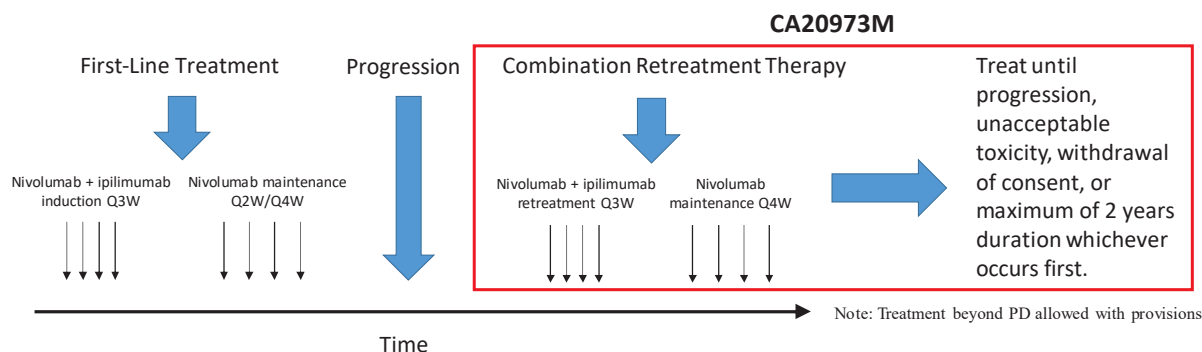 CA20973M
First-Line Treatment
Progression
Combination Retreatment Therapy
Nivolumab + ipilimumab
induction Q3W
Nivolumab maintenance
Q2W/Q4W
Nivolumab + ipilimumab
retreatment Q3W
Nivolumab
maintenance Q4W
Treat until
progression,
unacceptable
toxicity, withdrawal
of consent, or
maximum of 2 years
duration whichever
occurs first.
Note: Treatment beyond PD allowed with provisions
Time